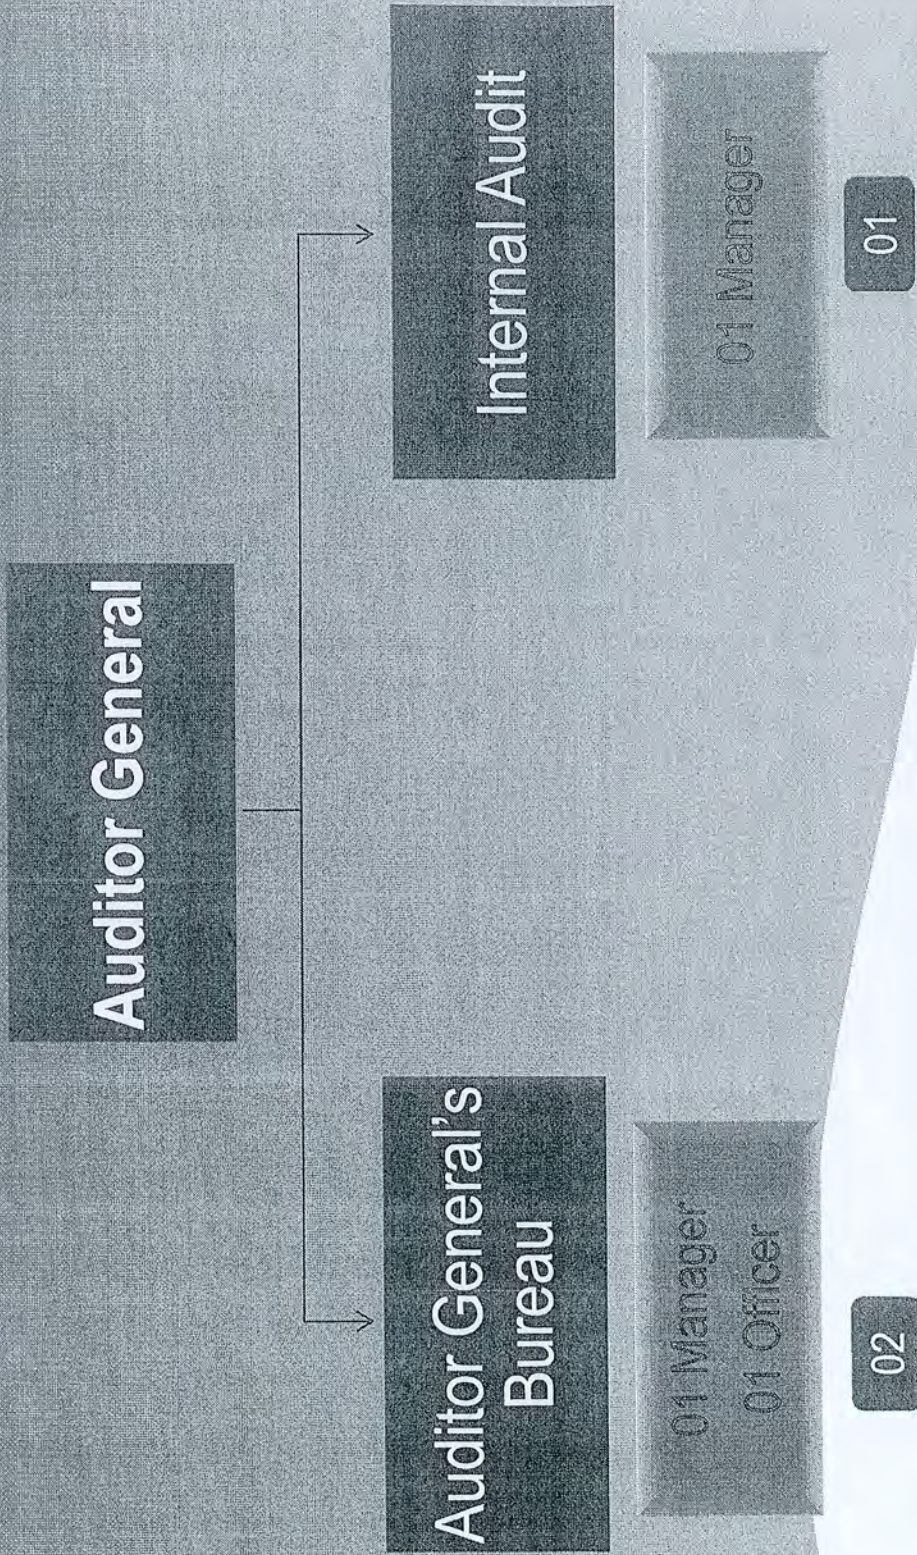 Auditor General
Auditor General's
Bureau
Internal Audit
01 Manager
01 Officer
01 Manager
02
01